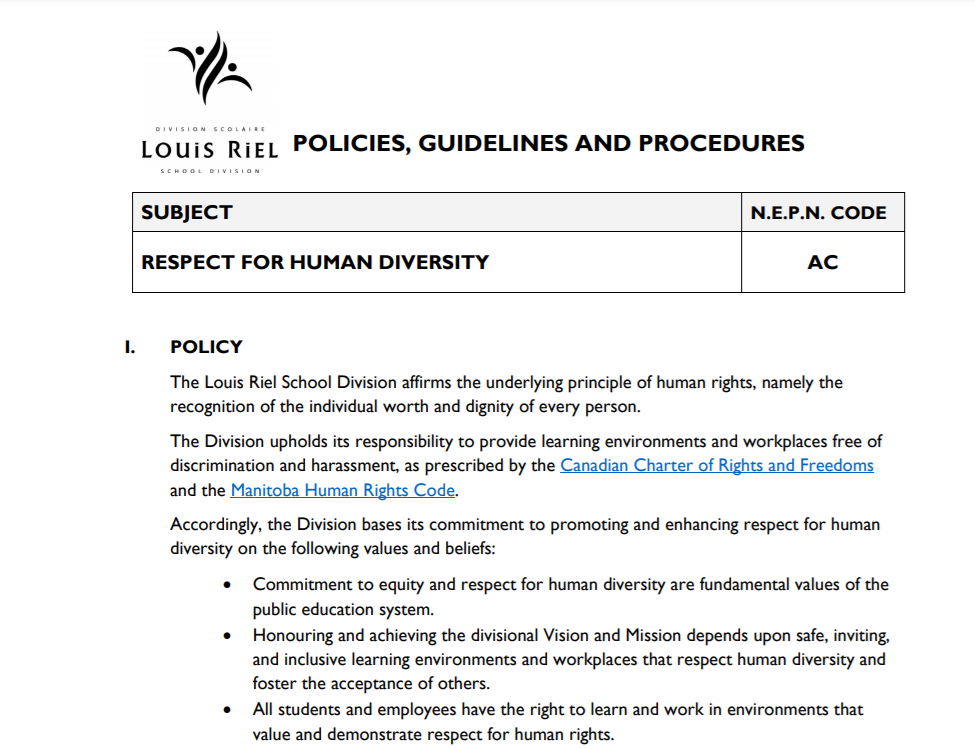 DIVISION SCOLAIRE
LOUiS RiEL
SCHOOL DIVISION
POLICIES, GUIDELINES AND PROCEDURES
SUBJECT
N.E.P.N. CODE
RESPECT FOR HUMAN DIVERSITY
AC
I. POLICY
The Louis Riel School Division affirms the underlying principle of human rights, namely the
recognition of the individual worth and dignity of every person.
The Division upholds its responsibility to provide learning environments and workplaces free of
discrimination and harassment, as prescribed by the Canadian Charter of Rights and Freedoms
and the Manitoba Human Rights Code.
Accordingly, the Division bases its commitment to promoting and enhancing respect for human
diversity on the following values and beliefs:
• Commitment to equity and respect for human diversity are fundamental values of the
public education system.
• Honouring and achieving the divisional Vision and Mission depends upon safe, inviting,
and inclusive learning environments and workplaces that respect human diversity and
foster the acceptance of others.
• All students and employees have the right to learn and work in environments that
value and demonstrate respect for human rights.